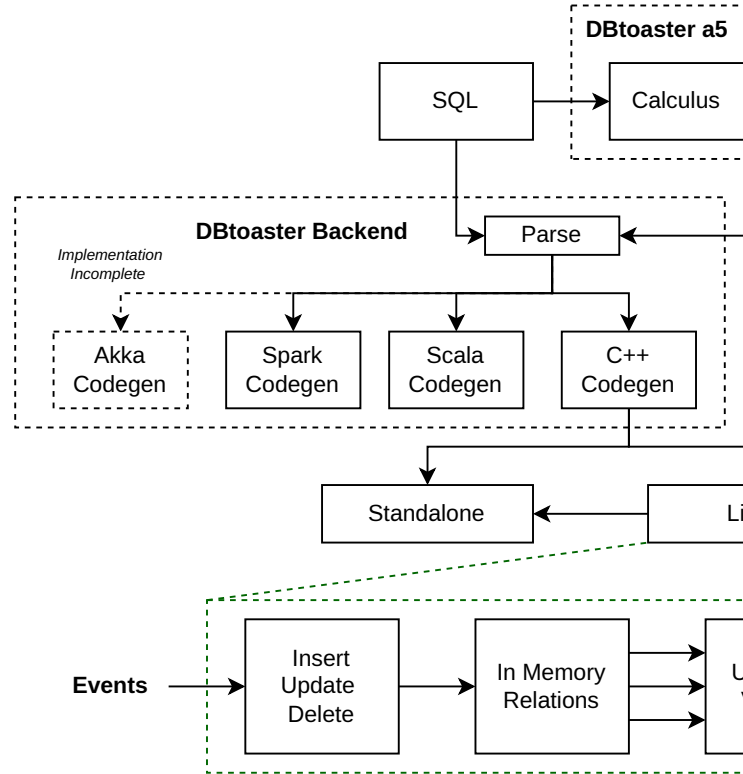 DBtoaster a5
SQL
Calculus
DBtoaster Backend
Parse
Implementation
Incomplete
Akka
Codegen
Spark
Codegen
Scala
Codegen
C++
Codegen
Standalone
Events
Insert
Update
Delete
In Memory
Relations